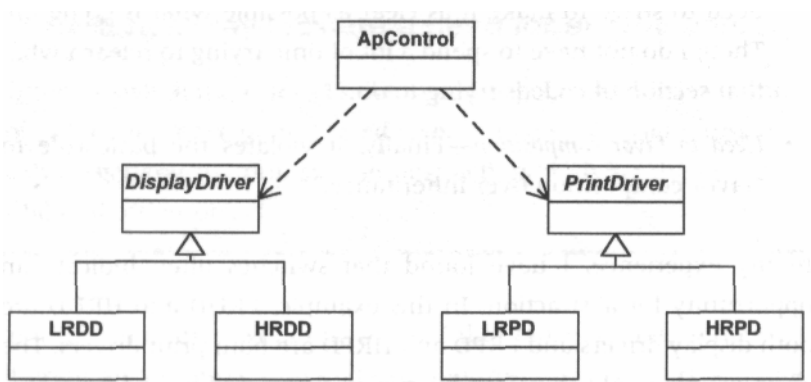 ApControl
DisplayDriver
PrintDriver
LRDD
HRDD
LRPD
HRPD